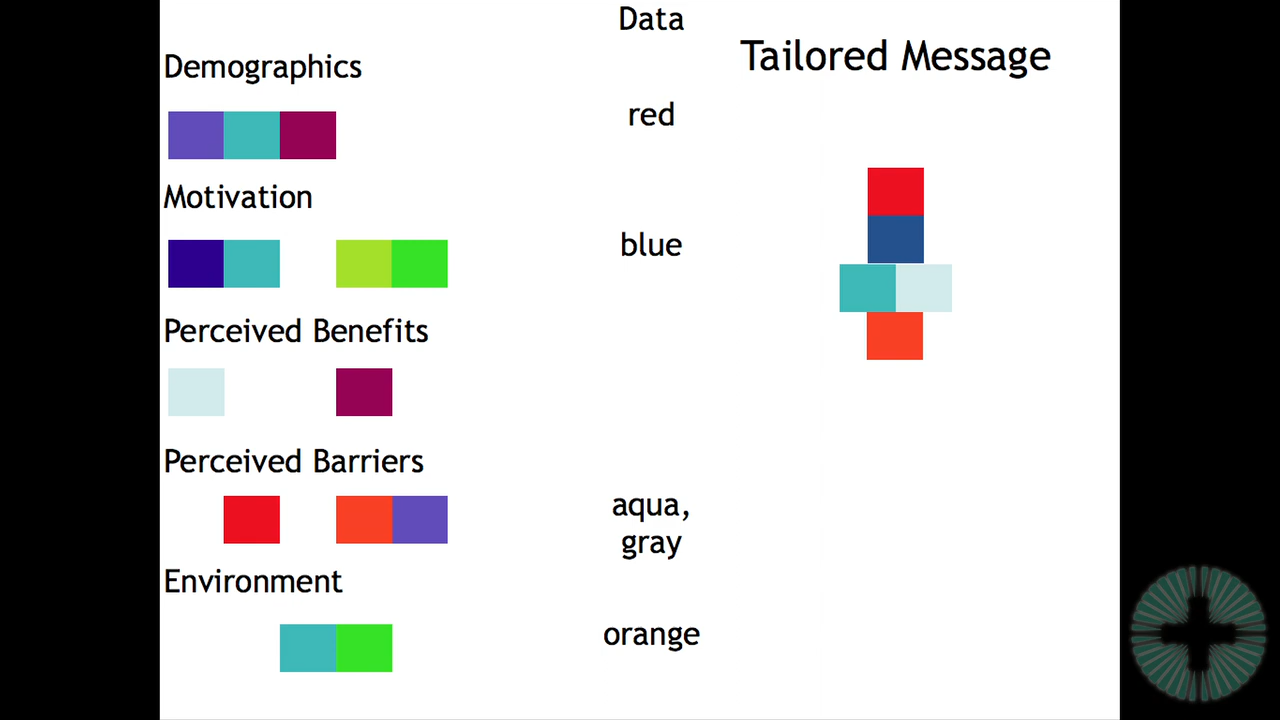 Data
Tailored Message
Demographics
red
Motivation
blue
Perceived Benefits
Perceived Barriers
aqua,
gray
Environment
orange